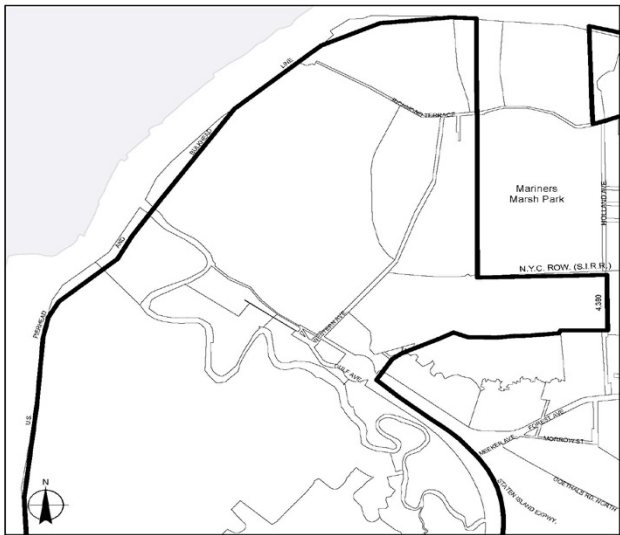 LINE
RICHMOND TERRACE
BULKHEAD
Mariners
Marsh Park
HOLLAND AVE
AND
N.Y.C. ROW. (S.I.R.R.)
4,380
PIERHEAD
WESTERN AVE
GULF AVE
U.S.
FOREST AVE
MORROW ST
MEEKER AVE
GOETHALS RD. NORTH
STATEN ISLAND EXPWY.
N